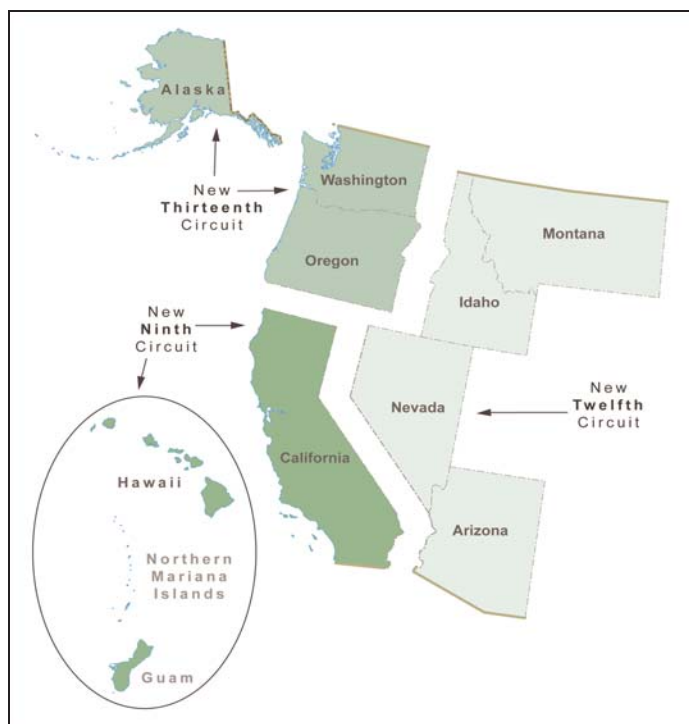 Alaska
New
Thirteenth
Circuit
Washington
Oregon
Montana
Idaho
New
Ninth
Circuit
Nevada
New
Twelfth
Circuit
California
Hawaii
Arizona
Northern
Mariana
Islands
Guam